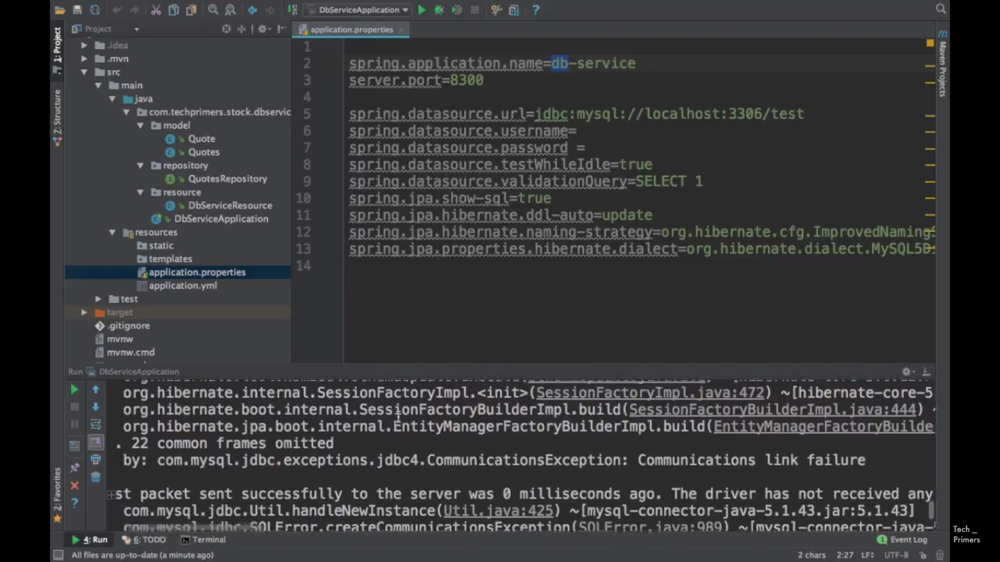 DbServiceApplication
Project
application.properties
1: Project
Z: Structure
2: Favorites
Maven Projects
.idea
.mvn
src
main
java
com.techprimers.stock.dbservic
model
Quote
Quotes
repository
QuotesRepository
resource
DbServiceResource
DbServiceApplication
resources
static
templates
application.properties
application.yml
test
target
.gitignore
mvnw
mvnw.cmd
1
2 spring.application.name=db-service
3 server.port=8300
4
5 spring.datasource.url=jdbc:mysql://localhost:3306/test
6 spring.datasource.username=
7 spring.datasource.password =
8 spring.datasource.testWhileIdle=true
9 spring.datasource.validationQuery=SELECT 1
10 spring.jpa.show-sql=true
11 spring.jpa.hibernate.ddl-auto=update
12 spring.jpa.hibernate.naming-strategy=org.hibernate.cfg.ImprovedNamingS
13 spring.jpa.properties.hibernate.dialect=org.hibernate.dialect.MySQL5Di
14
Run DbServiceApplication
org.hibernate.internal.SessionFactoryImpl.<init>(SessionFactoryImpl.java:472) ~[hibernate-core-5
org.hibernate.boot.internal.SessionFactoryBuilderImpl.build(SessionFactoryBuilderImpl.java:444) ~
org.hibernate.jpa.boot.internal.EntityManagerFactoryBuilderImpl.build(EntityManagerFactoryBuilde
. 22 common frames omitted
by: com.mysql.jdbc.exceptions.jdbc4.CommunicationsException: Communications link failure
st packet sent successfully to the server was 0 milliseconds ago. The driver has not received any
com.mysql.jdbc.Util.handleNewInstance(Util.java:425) ~[mysql-connector-java-5.1.43.jar:5.1.43]
com.mysql.jdbc.SQLError.createCommunicationsException(SQLError.java:989) ~[mysql-connector-java-
4: Run 6: TODO Terminal Event Log
All files are up-to-date (a minute ago) 2 chars 2:27 LF÷ UTF-8
Tech _
Primers